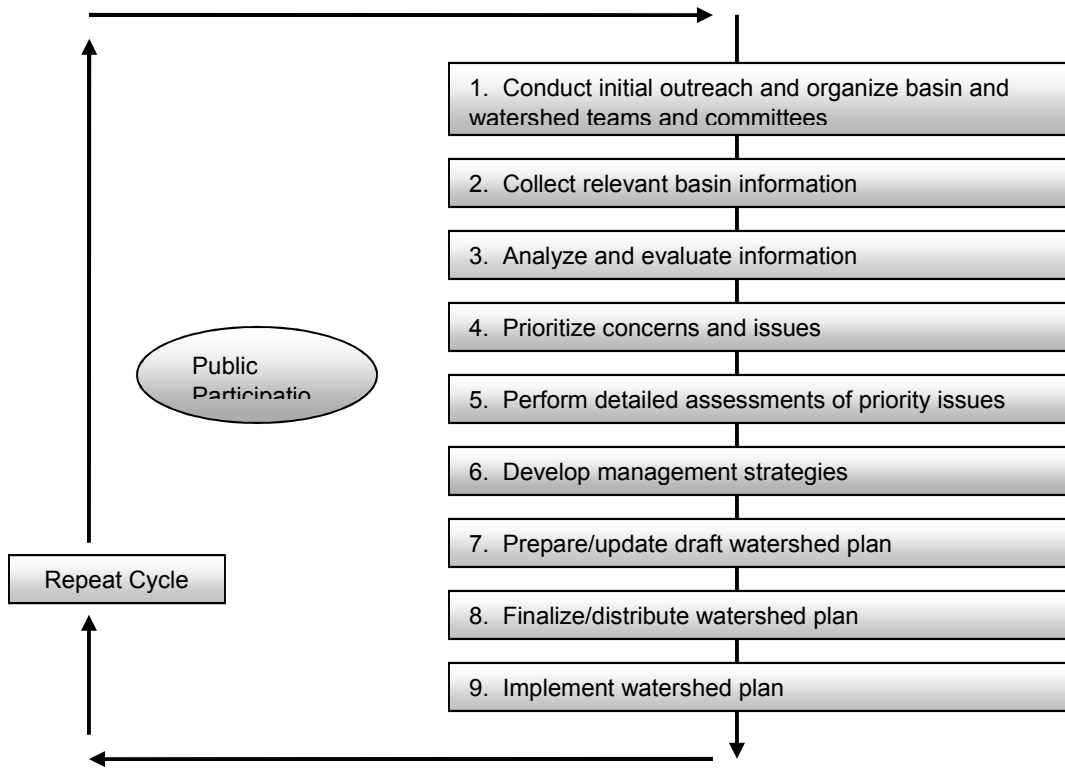 1. Conduct initial outreach and organize basin and
watershed teams and committees
2. Collect relevant basin information
3. Analyze and evaluate information
4. Prioritize concerns and issues
Public
Participatio
5. Perform detailed assessments of priority issues
6. Develop management strategies
7. Prepare/update draft watershed plan
Repeat Cycle
8. Finalize/distribute watershed plan
9. Implement watershed plan